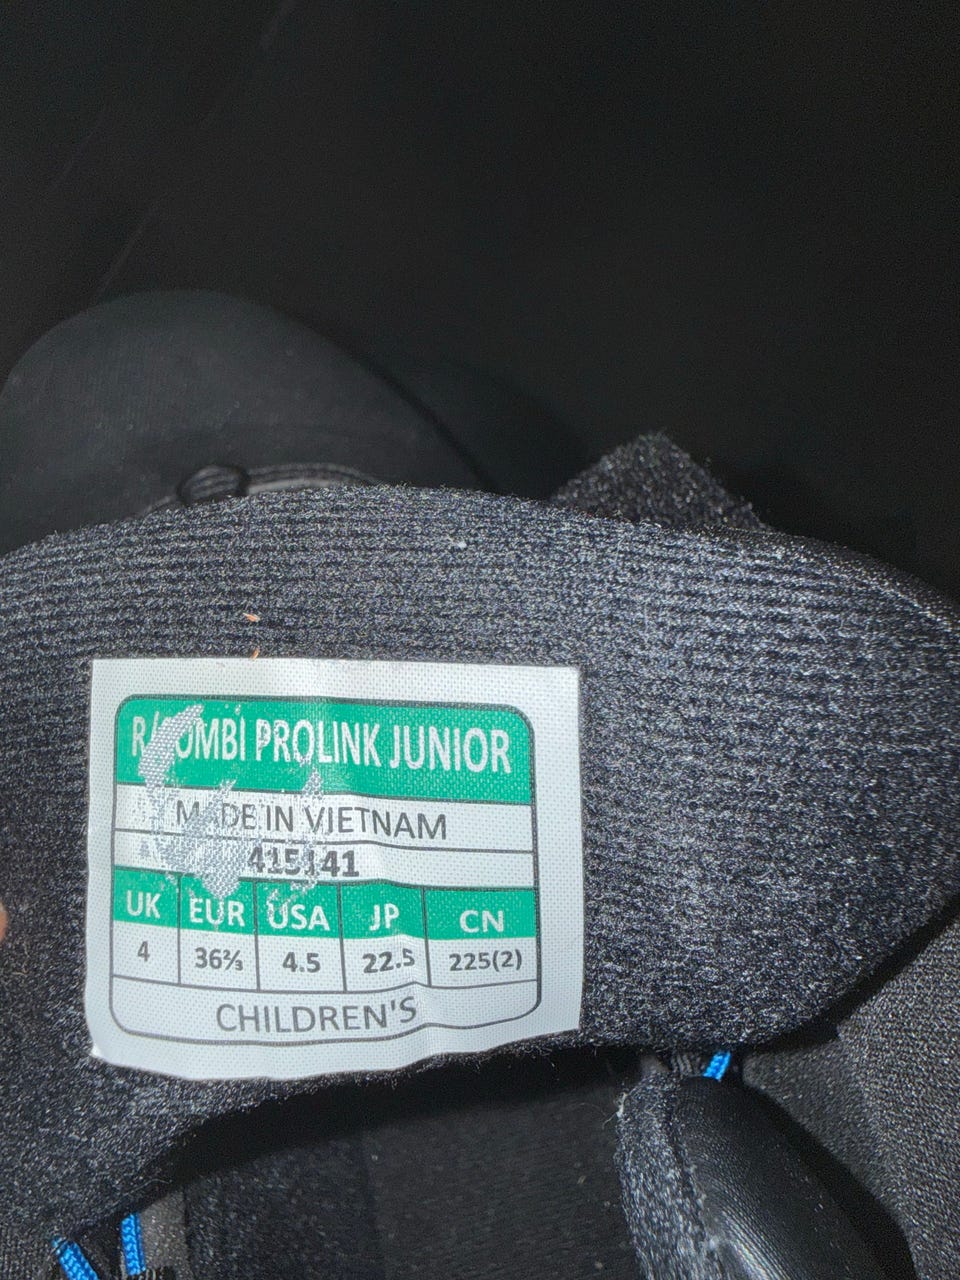 R/COMBI PROLINK JUNIOR
MADE IN VIETNAM
415141
UK EUR USA JP CN
4 36⅔ 4.5 22.5 225(2)
CHILDREN'S